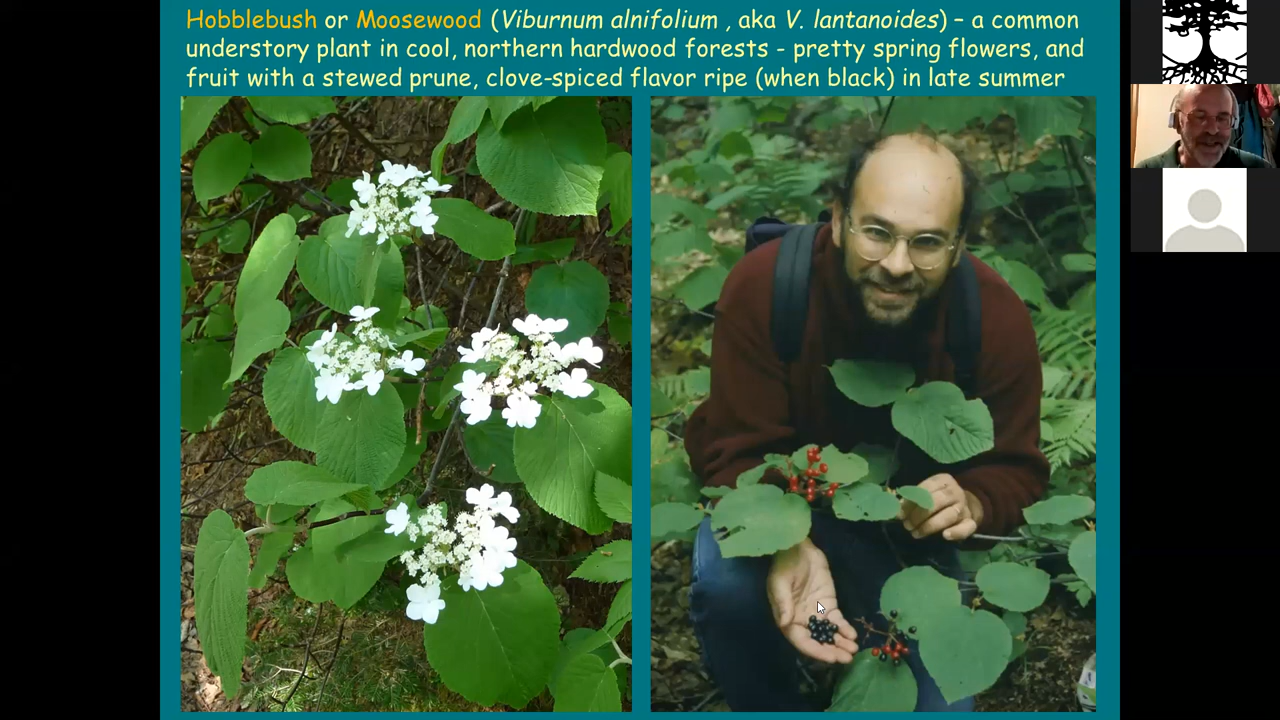 Hobblebush or Moosewood (Viburnum alnifolium , aka V. lantanoides) – a common
understory plant in cool, northern hardwood forests - pretty spring flowers, and
fruit with a stewed prune, clove-spiced flavor ripe (when black) in late summer